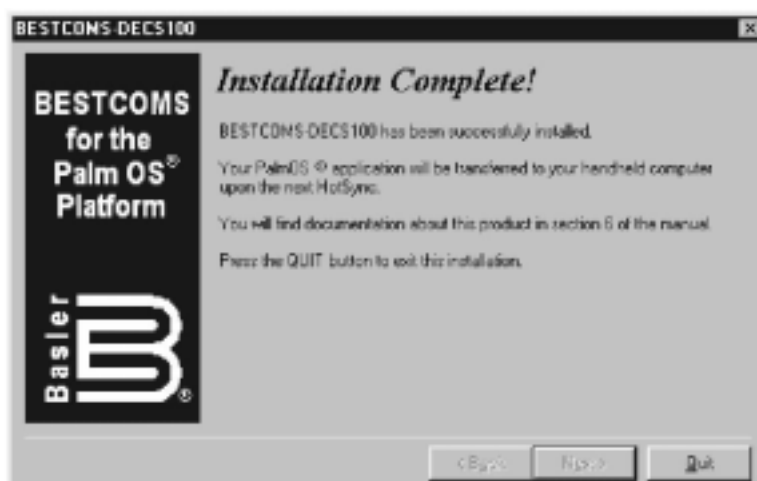 BESTCOMS-DECS100
BESTCOMS
for the
Palm OS®
Platform
Basler
®
Installation Complete!
BESTCOMS-DECS100 has been successfuly installed.
Your PalmOS ® application will be transferred to your handheld computer
upon the next HotSync.
You will find documentation about this product in section 6 of the manual.
Press the QUIT button to exit this installation.
< Back
Next >
Quit